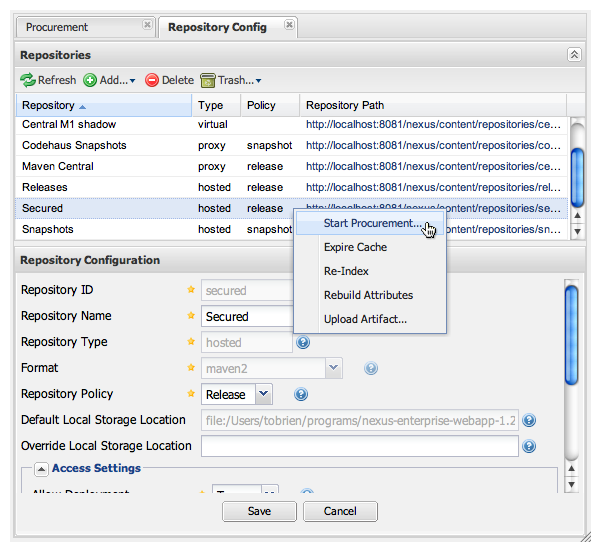 Procurement Repository Config
Repositories
Refresh Add... Delete Trash...
Repository Type Policy Repository Path
Central M1 shadow virtual http://localhost:8081/nexus/content/repositories/ce...
Codehaus Snapshots proxy snapshot http://localhost:8081/nexus/content/repositories/co...
Maven Central proxy release http://localhost:8081/nexus/content/repositories/ce...
Releases hosted release http://localhost:8081/nexus/content/repositories/rel...
Secured hosted release http://localhost:8081/nexus/content/repositories/se...
Snapshots hosted snapshot /repositories/sn...
Start Procurement...
Expire Cache
Re-Index
Rebuild Attributes
Upload Artifact...
Repository Configuration
Repository ID secured
Repository Name Secured
Repository Type hosted
Format maven2
Repository Policy Release
Default Local Storage Location file:/Users/tobrien/programs/nexus-enterprise-webapp-1.2
Override Local Storage Location
Access Settings
Allow Deployment
Save Cancel